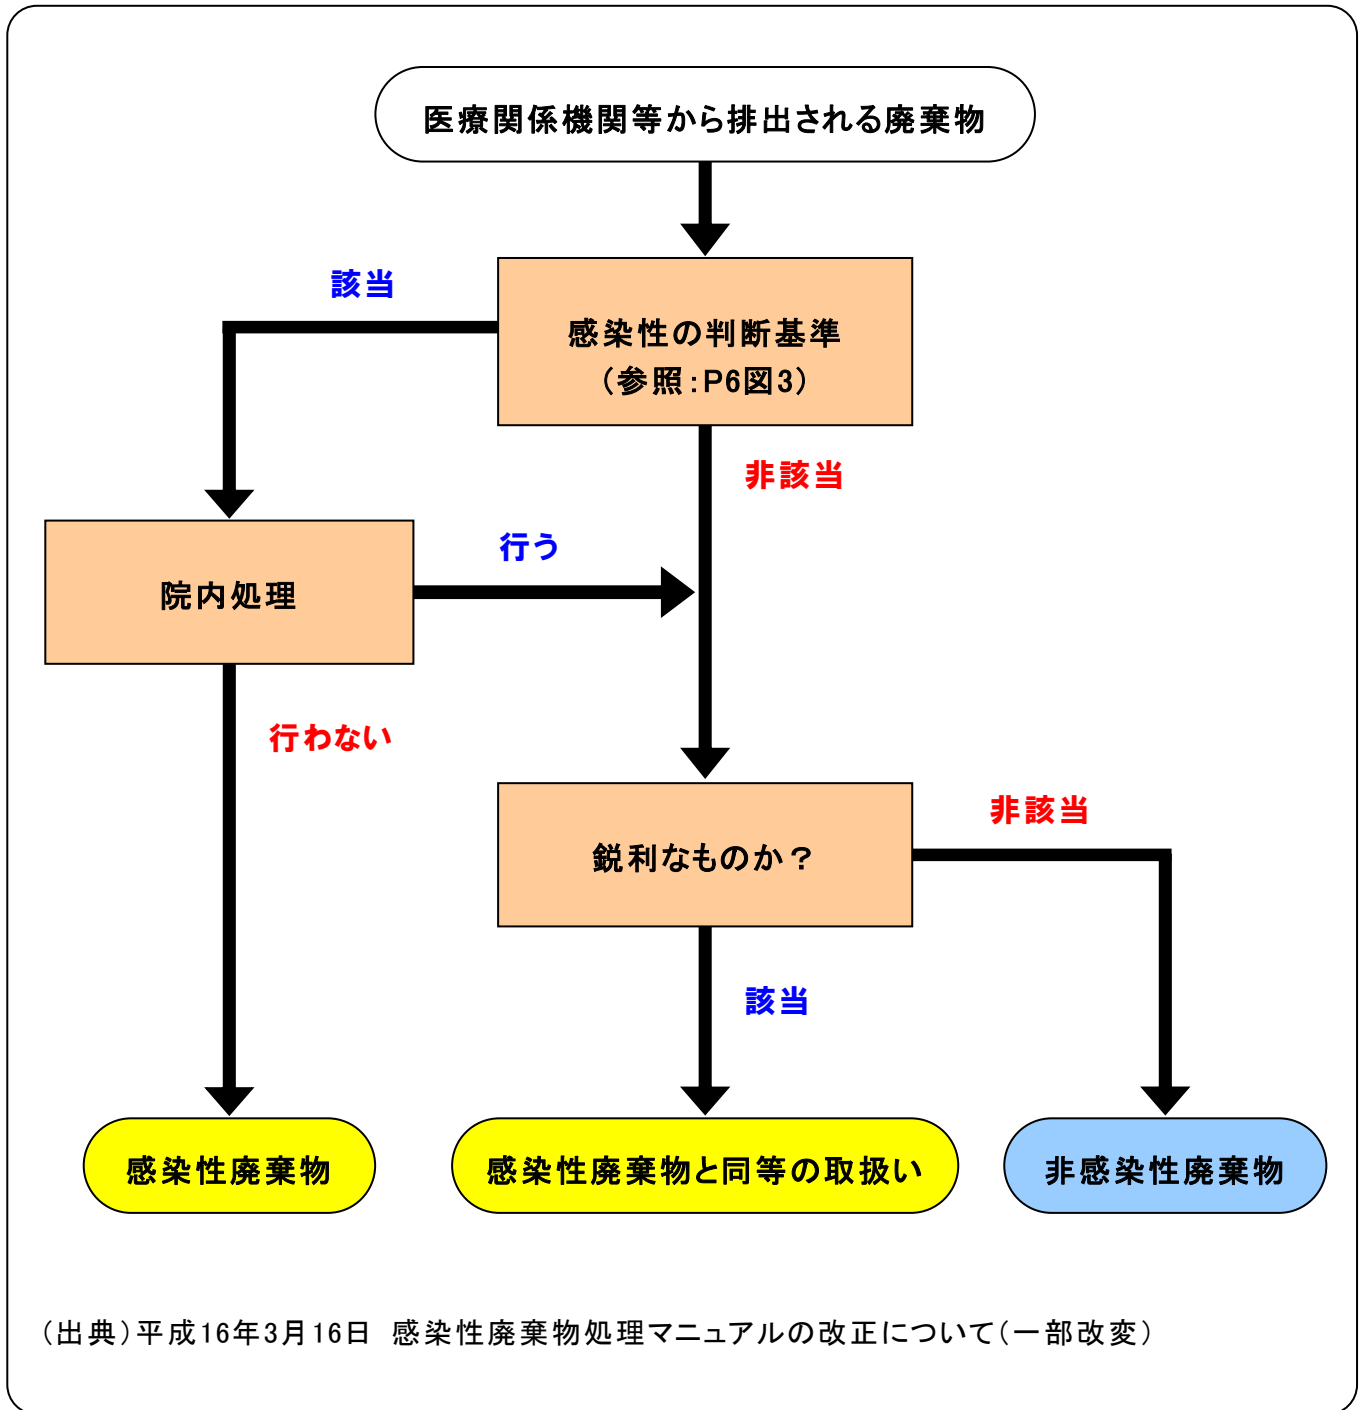 医療関係機関等から排出される廃棄物
該当
感染性の判断基準
（参照：P6図3）
非該当
行う
院内処理
行わない
非該当
鋭利なものか？
該当
感染性廃棄物
感染性廃棄物と同等の取扱い
非感染性廃棄物
（出典）平成16年3月16日　感染性廃棄物処理マニュアルの改正について（一部改変）